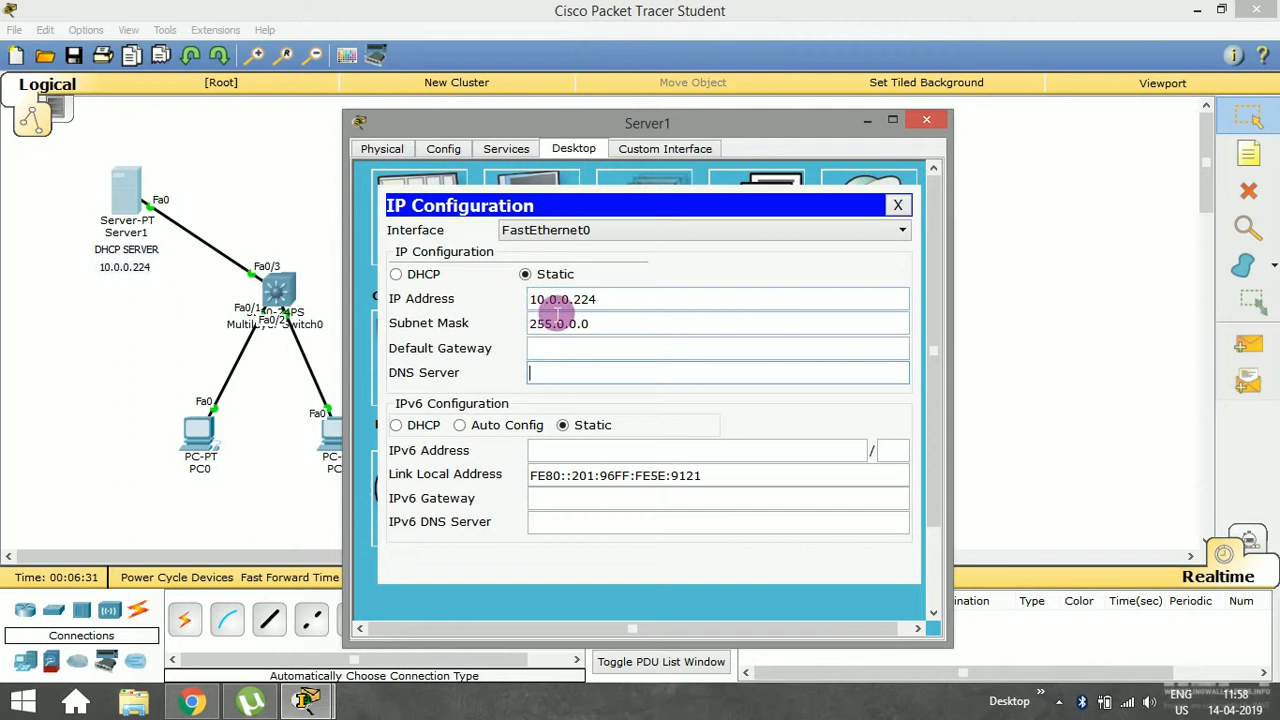 Cisco Packet Tracer Student
File Edit Options View Tools Extensions Help
Logical
[Root]
New Cluster
Move Object
Set Tiled Background
Viewport
Server1
Physical Config Services Desktop Custom Interface
IP Configuration
X
Interface
FastEthernet0
IP Configuration
DHCP
Static
IP Address
10.0.0.224
Subnet Mask
255.0.0.0
Default Gateway
DNS Server
IPv6 Configuration
DHCP
Auto Config
Static
IPv6 Address
/
Link Local Address
FE80::201:96FF:FE5E:9121
IPv6 Gateway
IPv6 DNS Server
Fa0
Server-PT
Server1
DHCP SERVER
10.0.0.224
Fa0/3
Fa0/1
24PS
Fa0/2
Switch0
Fa0
Fa0
PC-PT
PC0
PC-
PC
Time: 00:06:31
Power Cycle Devices Fast Forward Time
Realtime
Connections
Automatically Choose Connection Type
Toggle PDU List Window
ination Type Color Time(sec) Periodic Num
Desktop
ENG
US
11:58
14-04-2019